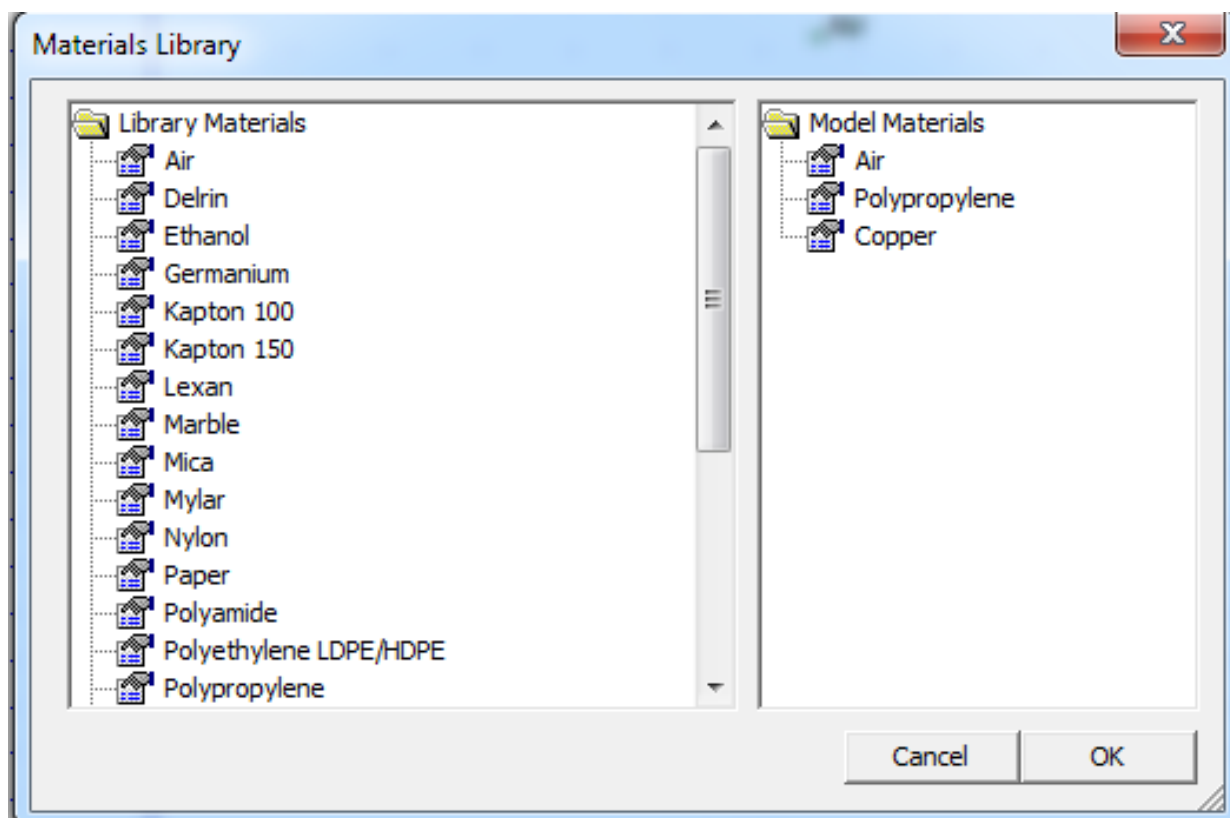 Materials Library
Library Materials
Air
Delrin
Ethanol
Germanium
Kapton 100
Kapton 150
Lexan
Marble
Mica
Mylar
Nylon
Paper
Polyamide
Polyethylene LDPE/HDPE
Polypropylene
Model Materials
Air
Polypropylene
Copper
Cancel
OK